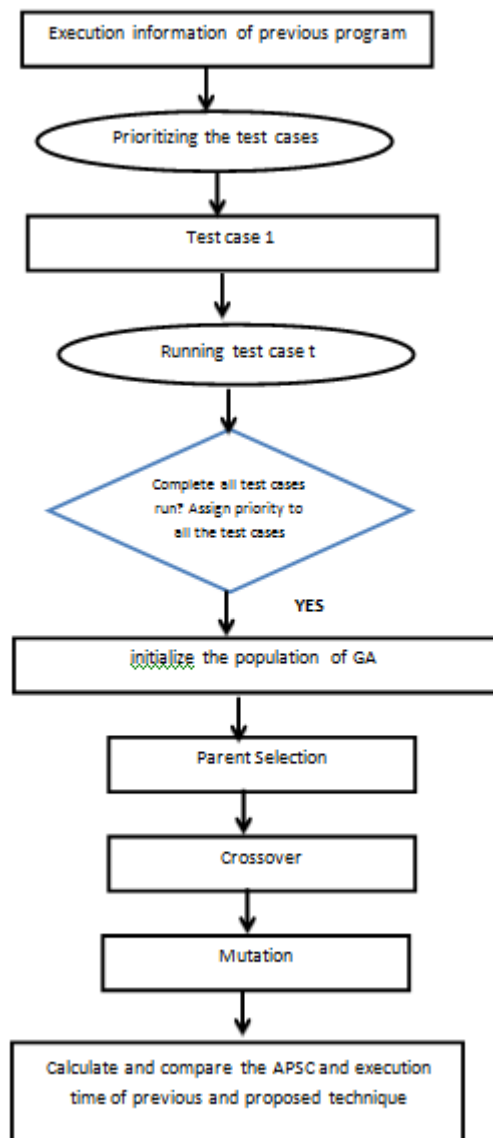 Execution information of previous program
Prioritizing the test cases
Test case 1
Running test case t
Complete all test cases
run? Assign priority to
all the test cases
YES
initialize the population of GA
Parent Selection
Crossover
Mutation
Calculate and compare the APSC and execution
time of previous and proposed technique